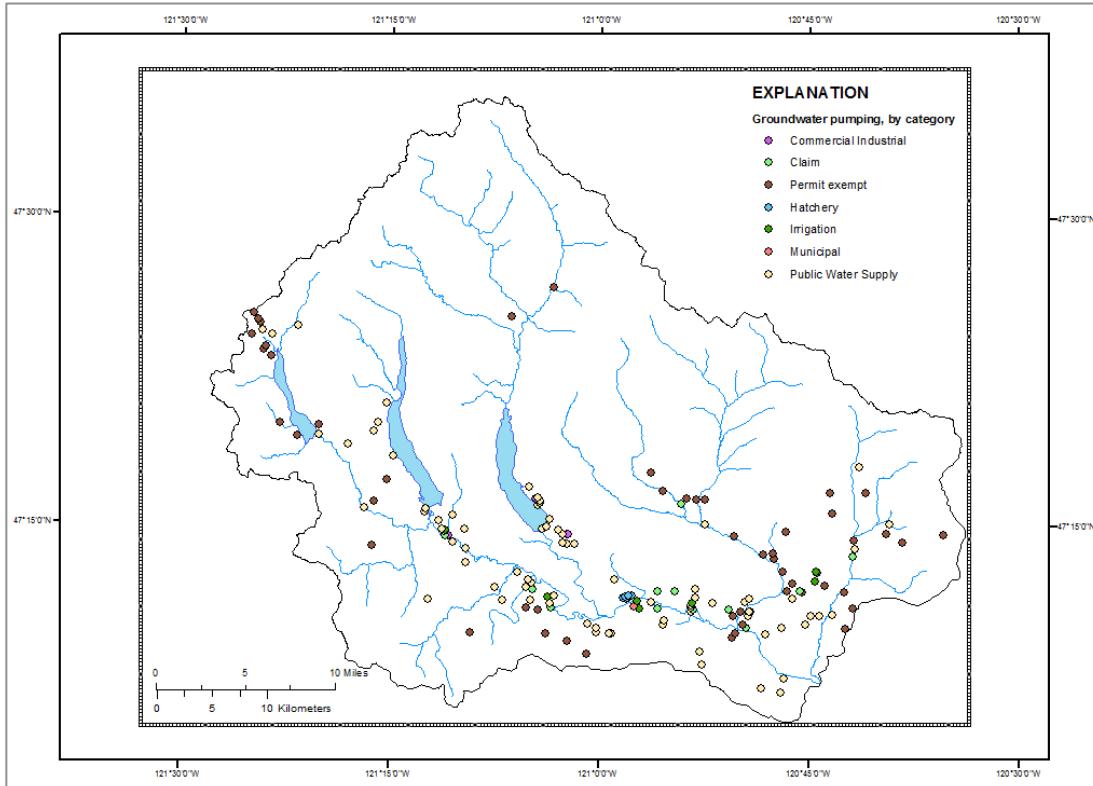 121°30'0"W 121°15'0"W 121°0'0"W 120°45'0"W 120°30'0"W
EXPLANATION
Groundwater pumping, by category
Commercial Industrial
Claim
Permit exempt
Hatchery
Irrigation
Municipal
Public Water Supply
47°30'0"N 47°30'0"N
47°15'0"N 47°15'0"N
0 5 10 Miles
0 5 10 Kilometers
121°30'0"W 121°15'0"W 121°0'0"W 120°45'0"W 120°30'0"W